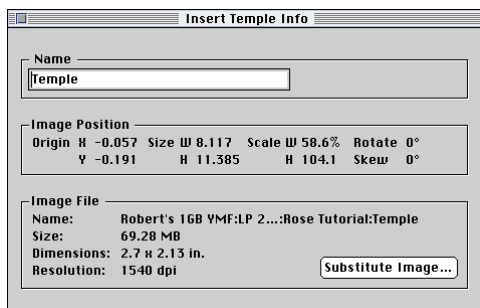 Insert Temple Info
Name
Temple
Image Position
Origin X -0.057 Size W 8.117 Scale W 58.6% Rotate 0°
Y -0.191 H 11.385 H 104.1 Skew 0°
Image File
Name: Robert's 1GB YMF:LP 2...:Rose Tutorial:Temple
Size: 69.28 MB
Dimensions: 2.7 x 2.13 in.
Resolution: 1540 dpi
Substitute Image...